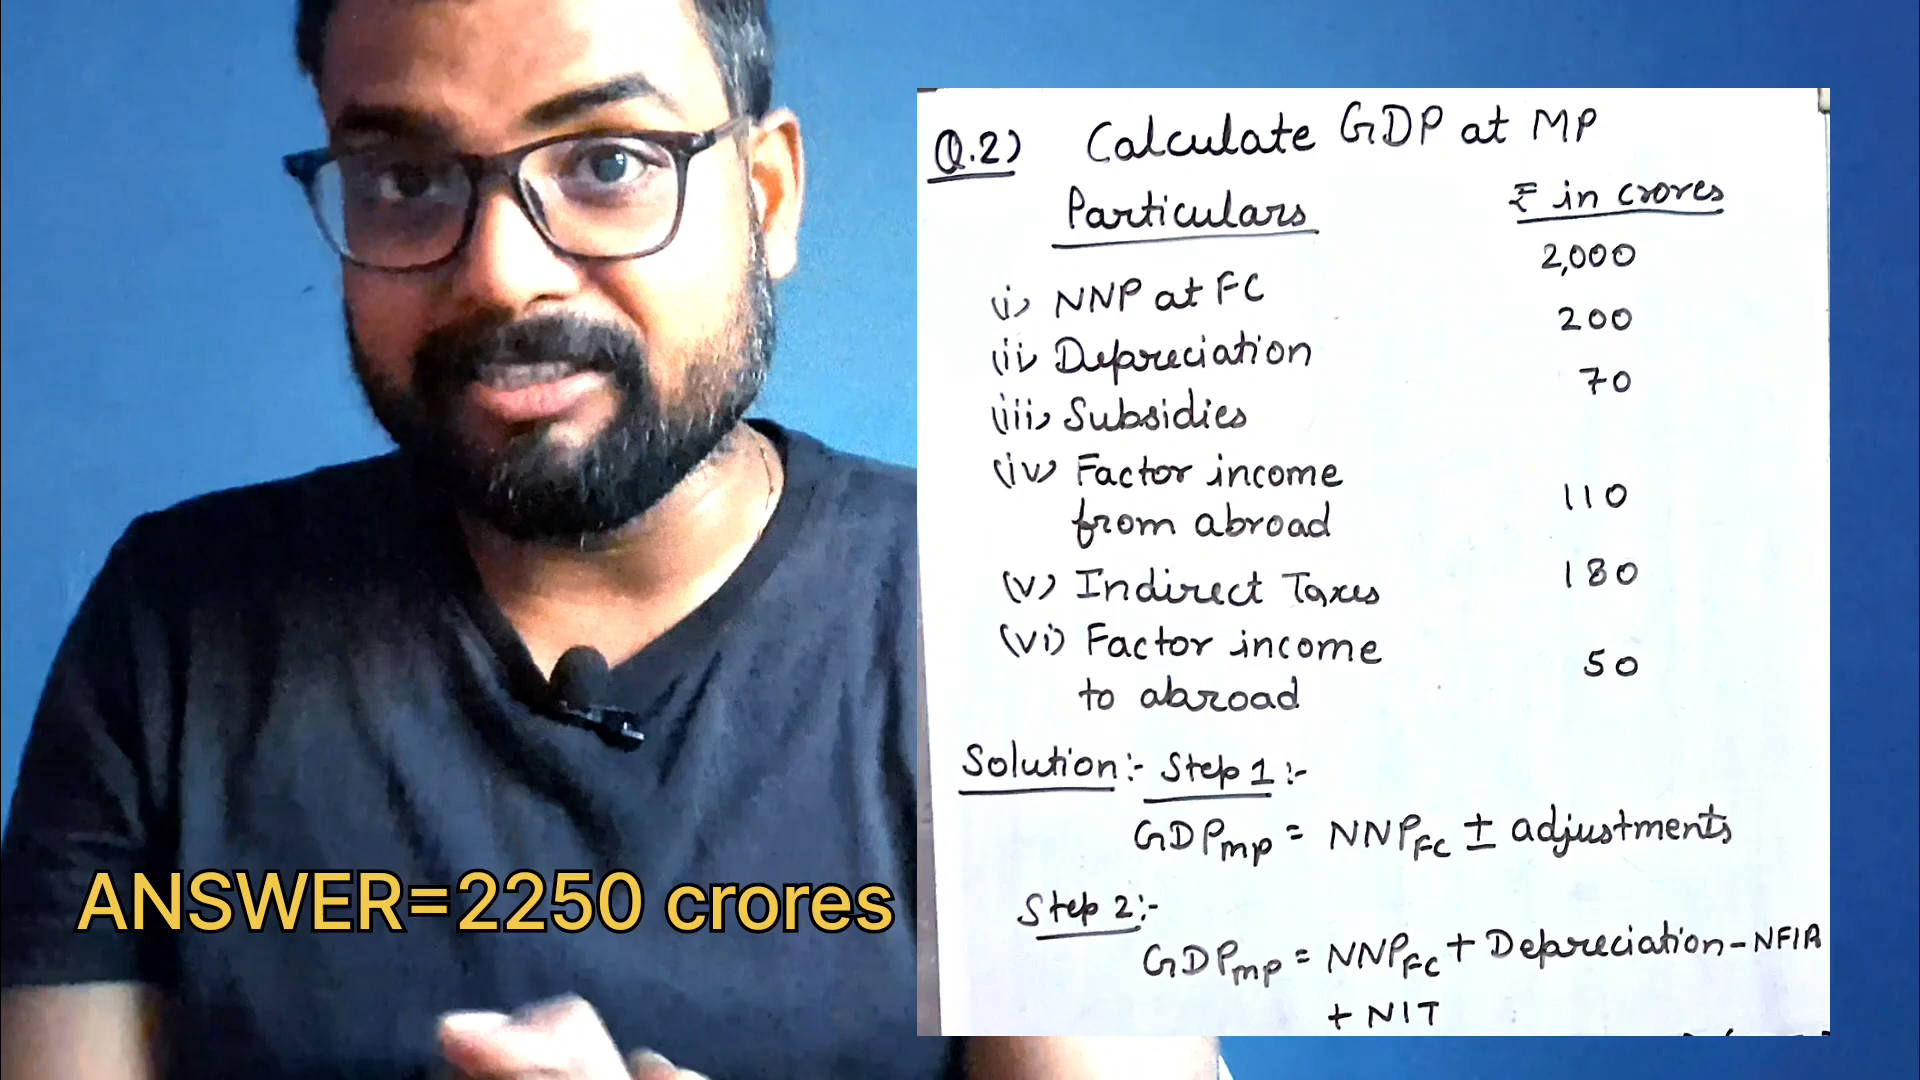 Q.2) Calculate GDP at MP
Particulars ₹ in crores
(i) NNP at FC 2,000
(ii) Depreciation 200
(iii) Subsidies 70
(iv) Factor income
from abroad 110
(v) Indirect Taxes 180
(vi) Factor income
to abroad 50
Solution:- Step 1:-
GDPMP = NNPFC ± adjustments
Step 2:-
GDPMP = NNPFC + Depreciation - NFIA
+ NIT
ANSWER=2250 crores